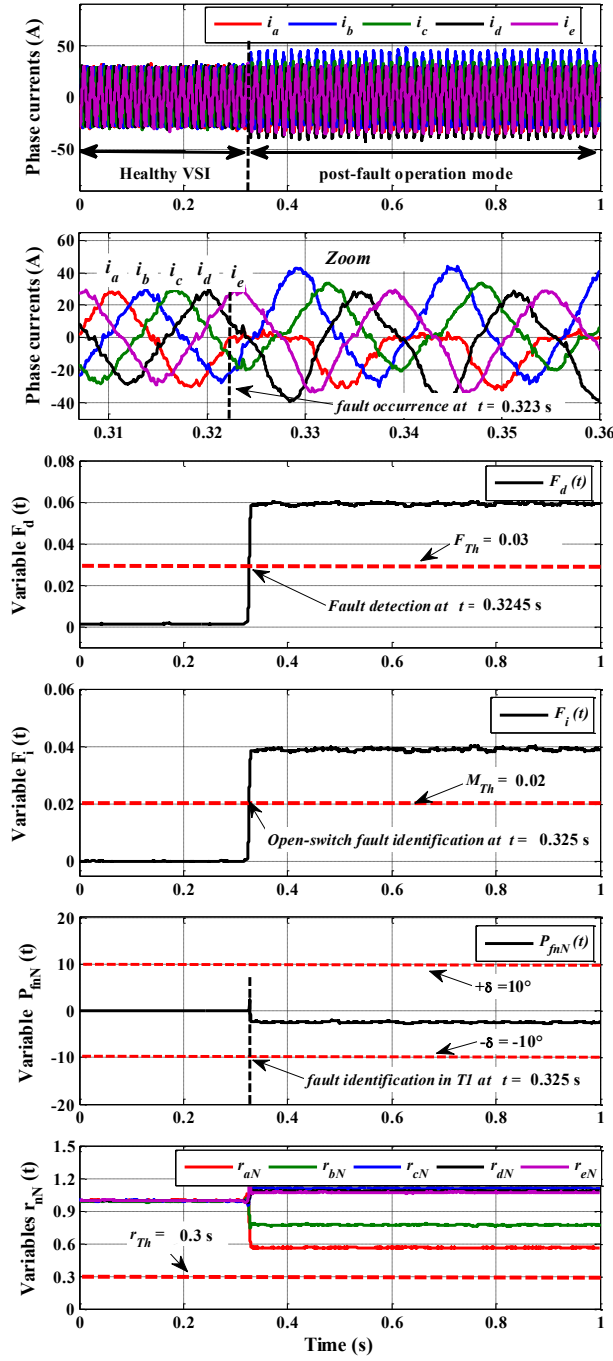 i_a i_b i_c i_d i_e
Phase currents (A)
50
0
-50
Healthy VSI
post-fault operation mode
0 0.2 0.4 0.6 0.8 1
Phase currents (A)
60
40
20
0
-20
-40
i_a - i_b - i_c - i_d - i_e
Zoom
fault occurrence at t = 0.323 s
0.31 0.32 0.33 0.34 0.35 0.36
Variable F_d (t)
0.08
0.06
0.04
0.02
0
F_d (t)
F_Th = 0.03
Fault detection at t = 0.3245 s
0 0.2 0.4 0.6 0.8 1
Variable F_i (t)
0.06
0.04
0.02
0
F_i (t)
M_Th = 0.02
Open-switch fault identification at t = 0.325 s
0 0.2 0.4 0.6 0.8 1
Variable P_fnN (t)
20
10
0
-10
-20
P_fnN (t)
+δ = 10°
-δ = -10°
fault identification in T1 at t = 0.325 s
0 0.2 0.4 0.6 0.8 1
Variables r_nN (t)
1.5
1.2
0.9
0.6
0.3
0
r_aN r_bN r_cN r_dN r_eN
r_Th = 0.3 s
0 0.2 0.4 0.6 0.8 1
Time (s)